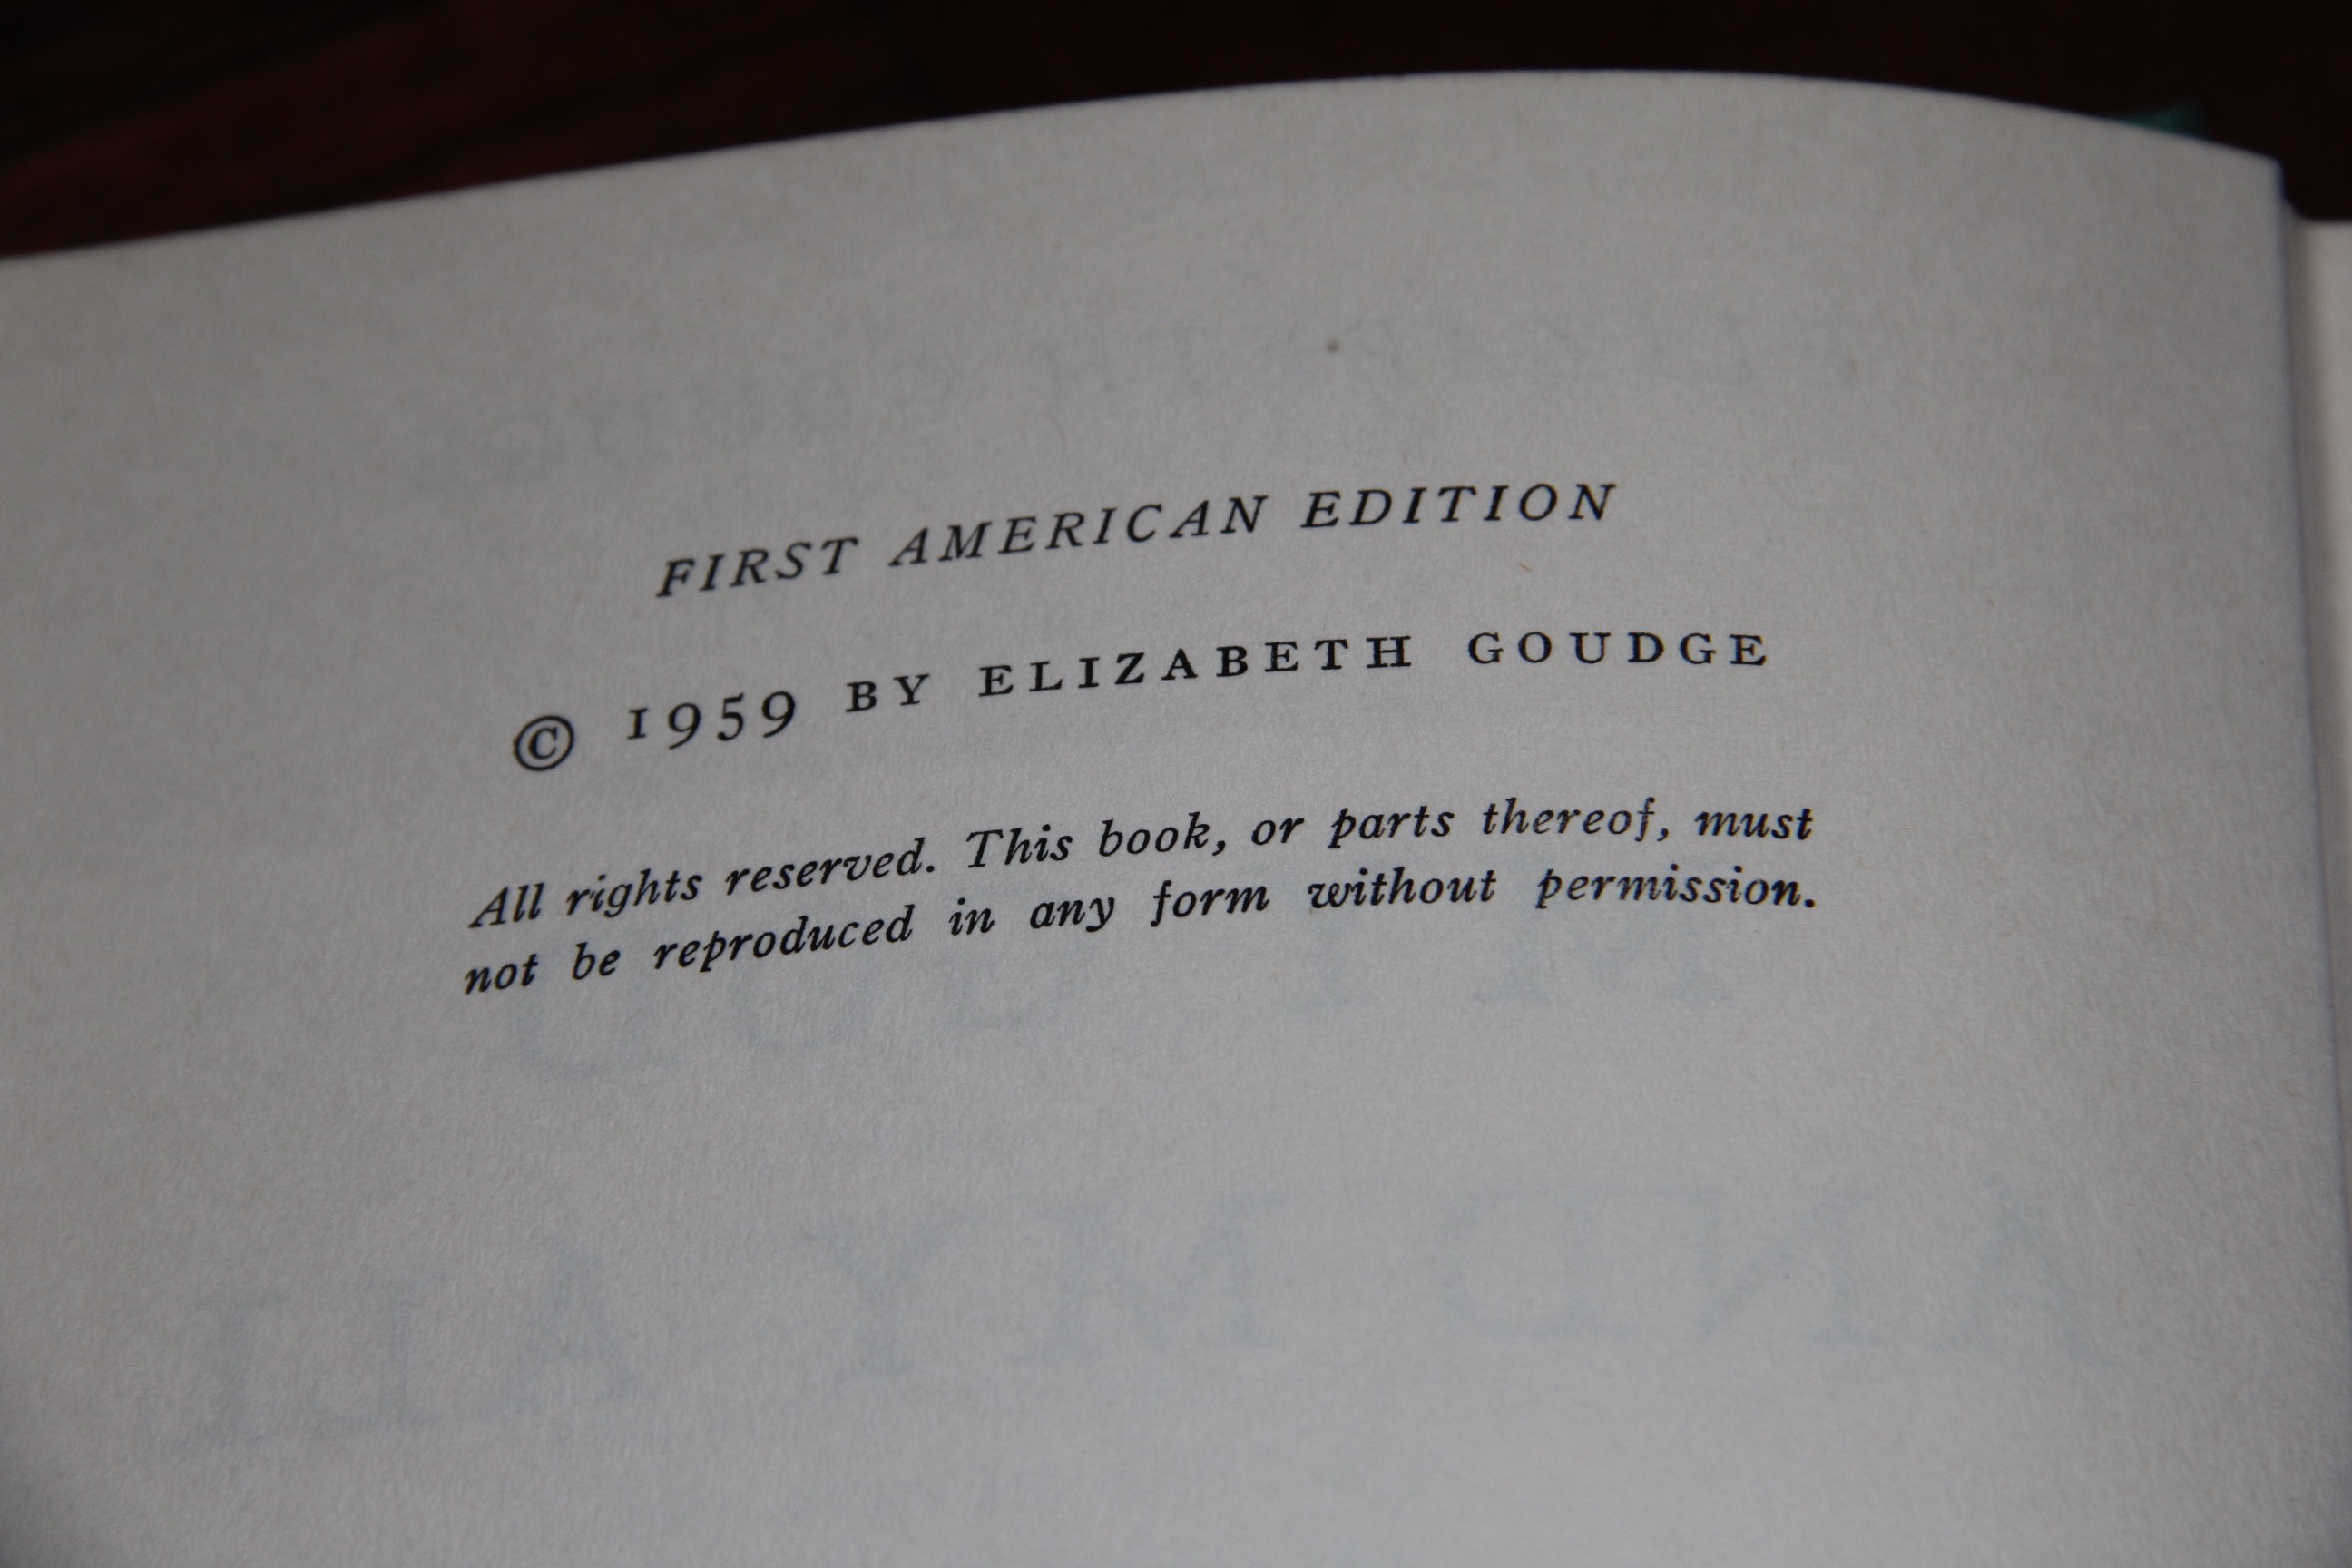 FIRST AMERICAN EDITION
© 1959 BY ELIZABETH GOUDGE
All rights reserved. This book, or parts thereof, must
not be reproduced in any form without permission.